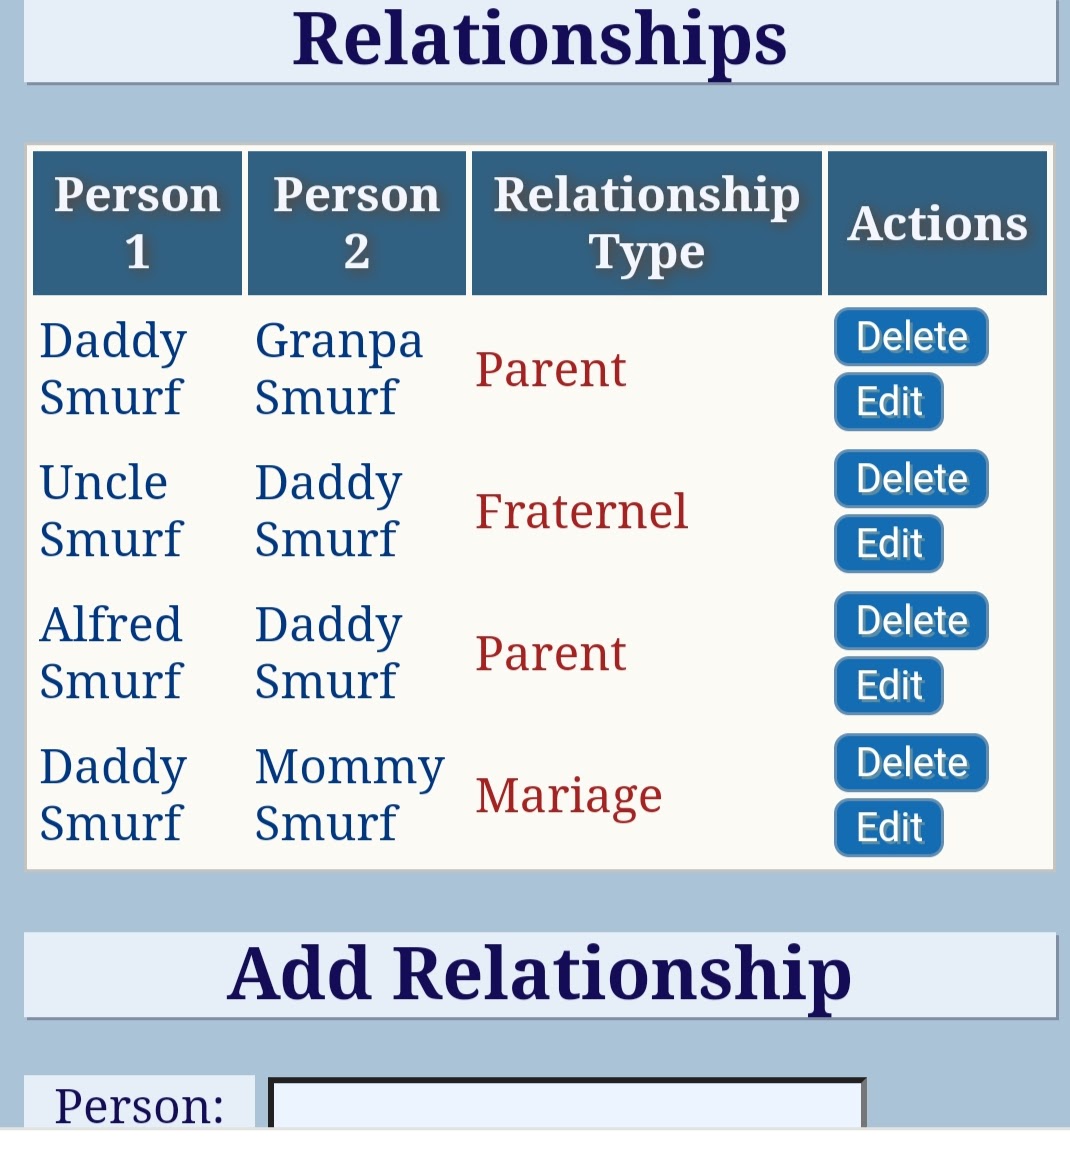 Relationships
Person 1 Person 2 Relationship Type Actions
Daddy Smurf Granpa Smurf Parent Delete Edit
Uncle Smurf Daddy Smurf Fraternel Delete Edit
Alfred Smurf Daddy Smurf Parent Delete Edit
Daddy Smurf Mommy Smurf Mariage Delete Edit
Add Relationship
Person: